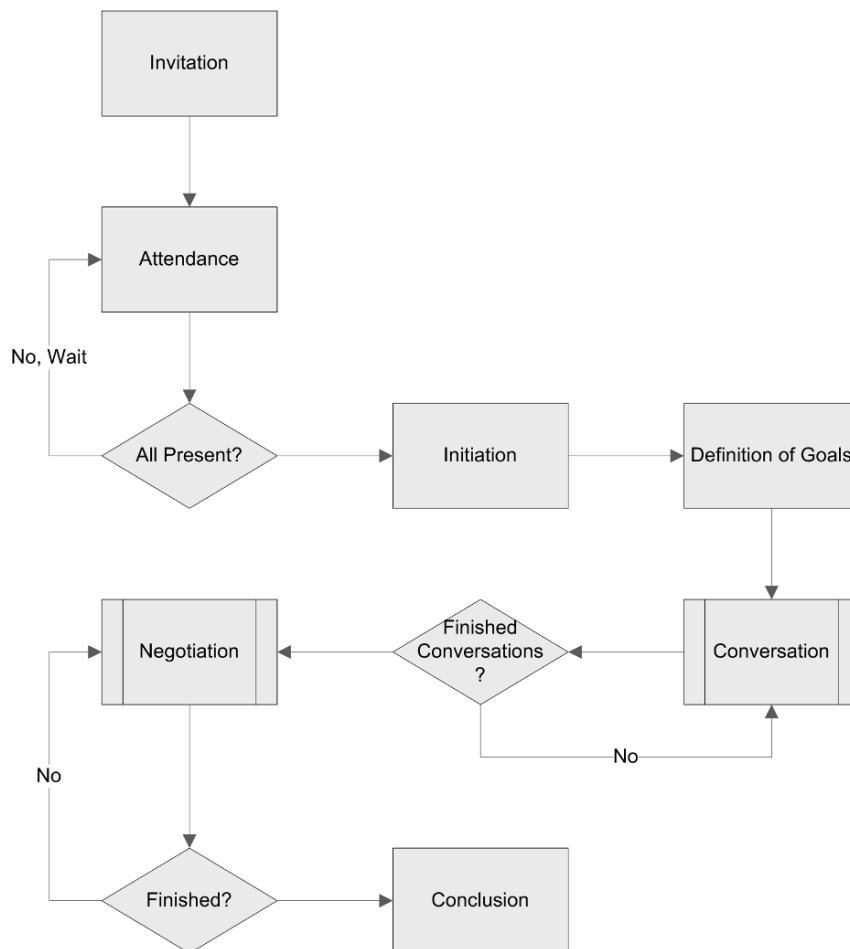 Invitation
Attendance
No, Wait
All Present?
Initiation
Definition of Goals
Negotiation
Finished
Conversations
?
Conversation
No
No
Finished?
Conclusion